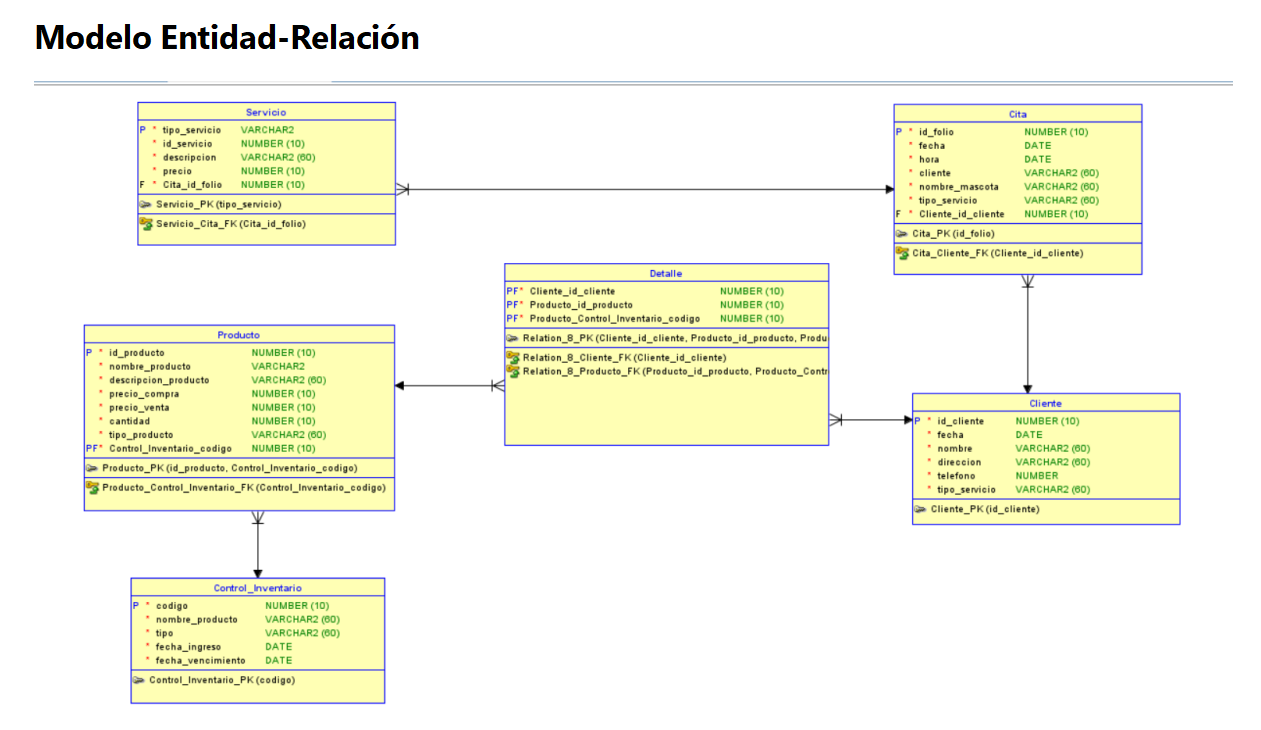 Modelo Entidad-Relación
Servicio
P * tipo_servicio VARCHAR2
* id_servicio NUMBER (10)
* descripcion VARCHAR2 (60)
* precio NUMBER (10)
F * Cita_id_folio NUMBER (10)
Servicio_PK (tipo_servicio)
Servicio_Cita_FK (Cita_id_folio)
Cita
P * id_folio NUMBER (10)
* fecha DATE
* hora DATE
* cliente VARCHAR2 (60)
* nombre_mascota VARCHAR2 (60)
* tipo_servicio VARCHAR2 (60)
F * Cliente_id_cliente NUMBER (10)
Cita_PK (id_folio)
Cita_Cliente_FK (Cliente_id_cliente)
Detalle
PF* Cliente_id_cliente NUMBER (10)
PF* Producto_id_producto NUMBER (10)
PF* Producto_Control_Inventario_codigo NUMBER (10)
Relation_8_PK (Cliente_id_cliente, Producto_id_producto, Produ
Relation_8_Cliente_FK (Cliente_id_cliente)
Relation_8_Producto_FK (Producto_id_producto, Producto_Contr
Producto
P * id_producto NUMBER (10)
* nombre_producto VARCHAR2
* descripcion_producto VARCHAR2 (60)
* precio_compra NUMBER (10)
* precio_venta NUMBER (10)
* cantidad NUMBER (10)
* tipo_producto VARCHAR2 (60)
PF* Control_Inventario_codigo NUMBER (10)
Producto_PK (id_producto, Control_Inventario_codigo)
Producto_Control_Inventario_FK (Control_Inventario_codigo)
Cliente
P * id_cliente NUMBER (10)
* fecha DATE
* nombre VARCHAR2 (60)
* direccion VARCHAR2 (60)
* telefono NUMBER
* tipo_servicio VARCHAR2 (60)
Cliente_PK (id_cliente)
Control_Inventario
P * codigo NUMBER (10)
* nombre_producto VARCHAR2 (60)
* tipo VARCHAR2 (60)
* fecha_ingreso DATE
* fecha_vencimiento DATE
Control_Inventario_PK (codigo)